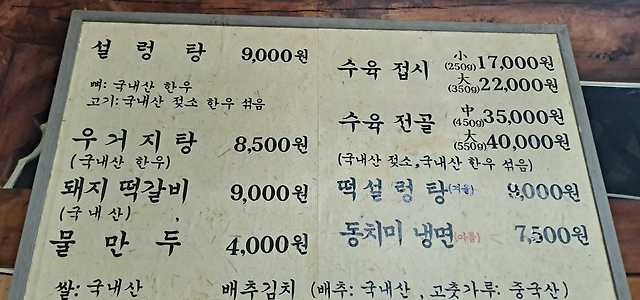 설렁탕 9,000원
뼈: 국내산 한우
고기: 국내산 젖소 한우 섞음
우거지탕 8,500원
(국내산 한우)
돼지 떡갈비 9,000원
(국내산)
물만두 4,000원
수육 접시 小(250g) 17,000원
大(350g) 22,000원
수육 전골 中(450g) 35,000원
大(550g) 40,000원
(국내산 젖소, 국내산 한우 섞음)
떡설렁탕 (겨울) 9,000원
동치미 냉면 (여름) 7,500원
쌀: 국내산 배추김치 (배추: 국내산, 고춧가루: 중국산)